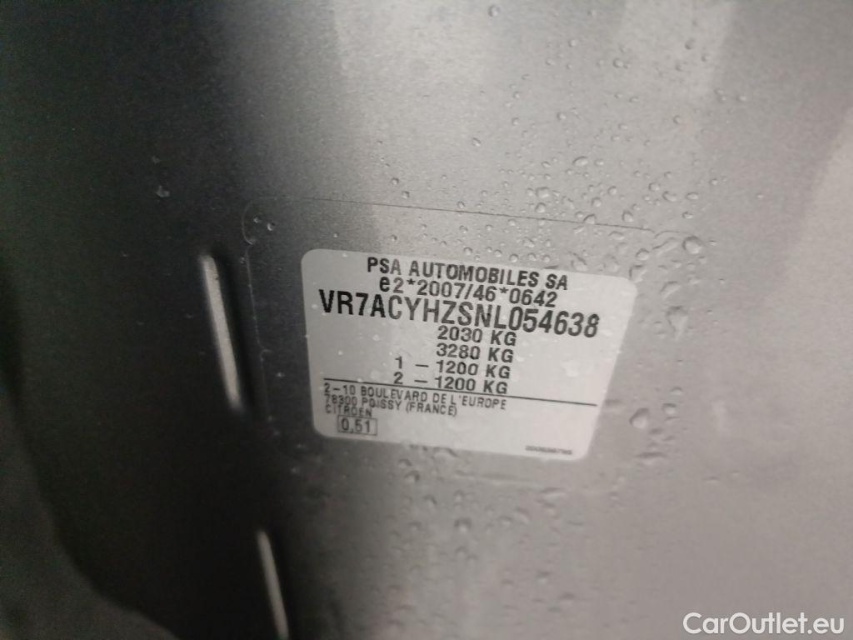 PSA AUTOMOBILES SA
e2*2007/46*0642
VR7ACYHZSNL054638
2030 KG
3280 KG
1 - 1200 KG
2 - 1200 KG
2-10 BOULEVARD DE L'EUROPE
78300 POISSY (FRANCE)
CITROEN
0.51
CarOutlet.eu